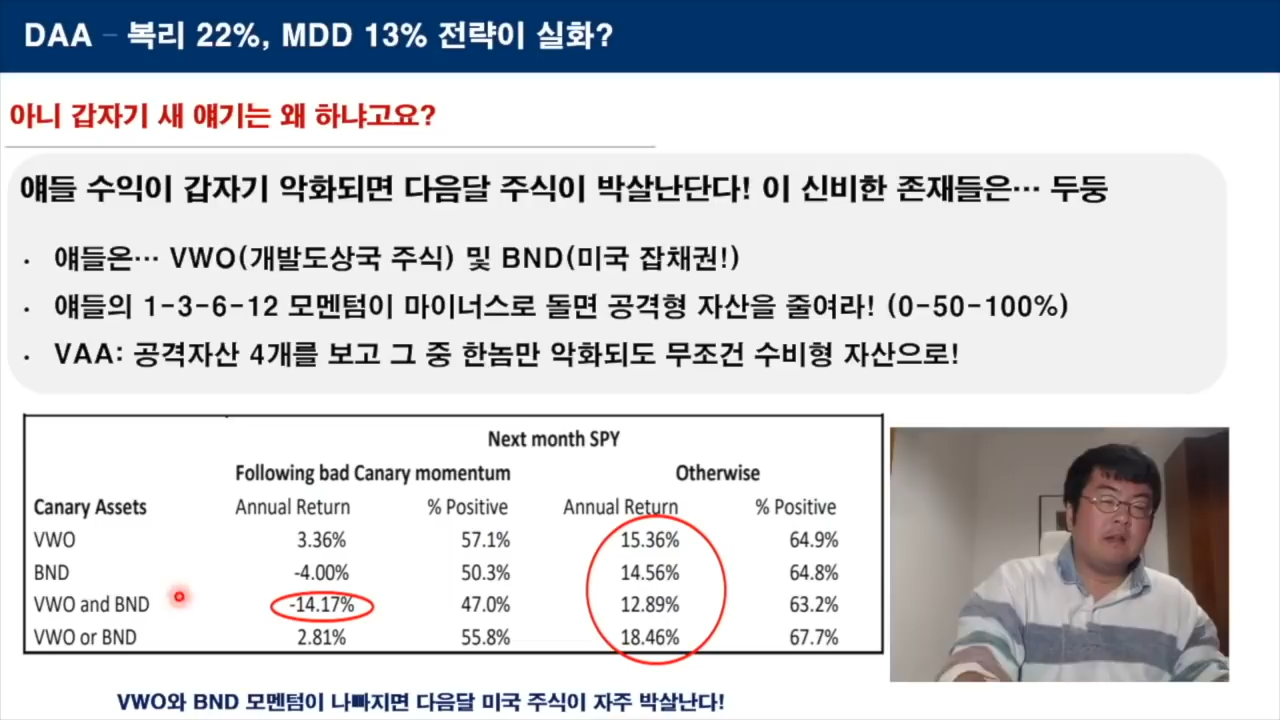 DAA – 복리 22%, MDD 13% 전략이 실화?
아니 갑자기 새 얘기는 왜 하냐고요?
얘들 수익이 갑자기 악화되면 다음달 주식이 박살난단다! 이 신비한 존재들은… 두둥
· 얘들은… VWO(개발도상국 주식) 및 BND(미국 잡채권!)
· 얘들의 1-3-6-12 모멘텀이 마이너스로 돌면 공격형 자산을 줄여라! (0-50-100%)
· VAA: 공격자산 4개를 보고 그 중 한놈만 악화되도 무조건 수비형 자산으로!
Next month SPY
Following bad Canary momentum Otherwise
Canary Assets Annual Return % Positive Annual Return % Positive
VWO 3.36% 57.1% 15.36% 64.9%
BND -4.00% 50.3% 14.56% 64.8%
VWO and BND -14.17% 47.0% 12.89% 63.2%
VWO or BND 2.81% 55.8% 18.46% 67.7%
VWO와 BND 모멘텀이 나빠지면 다음달 미국 주식이 자주 박살난다!